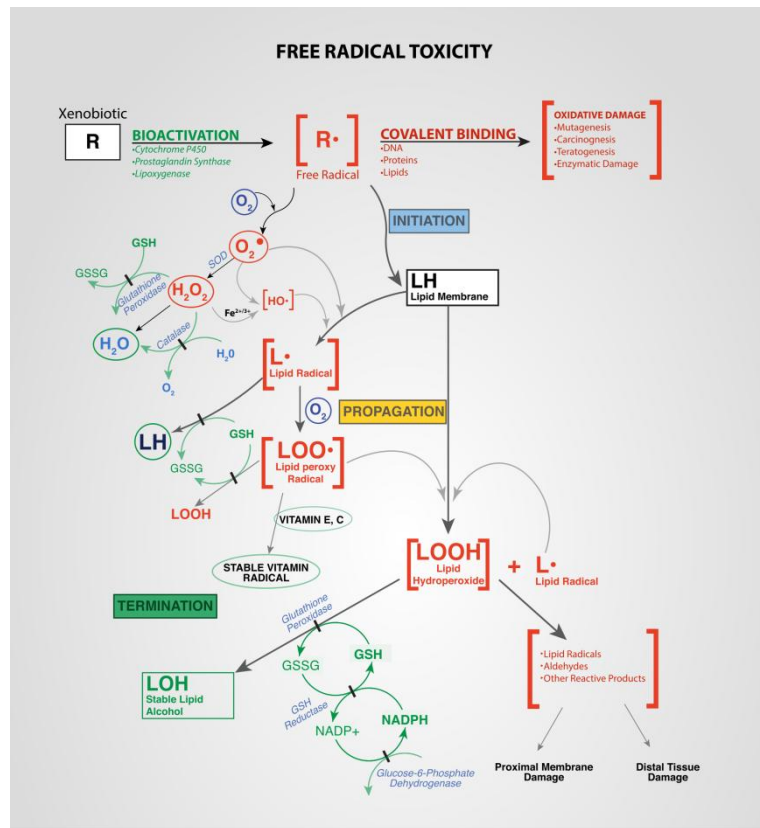 FREE RADICAL TOXICITY
Xenobiotic
R
BIOACTIVATION
•Cytochrome P450
•Prostaglandin Synthase
•Lipoxygenase
R•
Free Radical
COVALENT BINDING
•DNA
•Proteins
•Lipids
OXIDATIVE DAMAGE
•Mutagenesis
•Carcinognesis
•Teratogenesis
•Enzymatic Damage
O₂
INITIATION
O₂•
SOD
GSH
GSSG
Glutathione
Peroxidase
H₂O₂
Fe²⁺/³⁺
[HO•]
LH
Lipid Membrane
H₂O
Catalase
H₂0
O₂
L•
Lipid Radical
O₂
PROPAGATION
LH
GSH
GSSG
LOO•
Lipid peroxy
Radical
LOOH
VITAMIN E, C
STABLE VITAMIN
RADICAL
LOOH
Lipid
Hydroperoxide
+
L•
Lipid Radical
TERMINATION
Glutathione
Peroxidase
GSSG
GSH
LOH
Stable Lipid
Alcohol
GSH
Reductase
NADP+
NADPH
Glucose-6-Phosphate
Dehydrogenase
•Lipid Radicals
•Aldehydes
•Other Reactive Products
Proximal Membrane
Damage
Distal Tissue
Damage